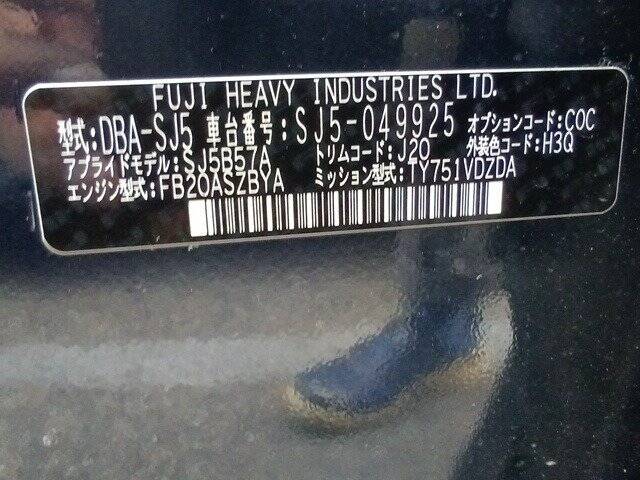 FUJI HEAVY INDUSTRIES LTD.
型式:DBA-SJ5 車台番号:SJ5-049925 オプションコード:COC
アプライドモデル:SJ5B57A トリムコード:J20 外装色コード:H3Q
エンジン型式:FB20ASZBYA ミッション型式:TY751VDZDA